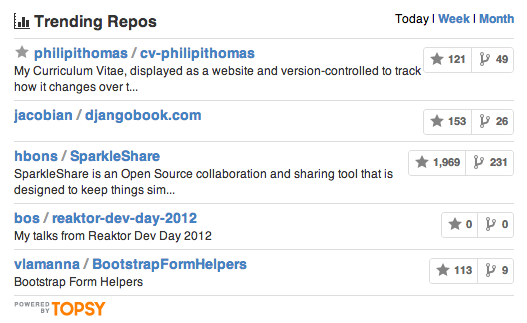 Trending Repos
Today | Week | Month
philipithomas / cv-philipithomas
121 49
My Curriculum Vitae, displayed as a website and version-controlled to track
how it changes over t...
jacobian / djangobook.com
153 26
hbons / SparkleShare
1,969 231
SparkleShare is an Open Source collaboration and sharing tool that is
designed to keep things sim...
bos / reaktor-dev-day-2012
0 0
My talks from Reaktor Dev Day 2012
vlamanna / BootstrapFormHelpers
113 9
Bootstrap Form Helpers
POWERED BY TOPSY